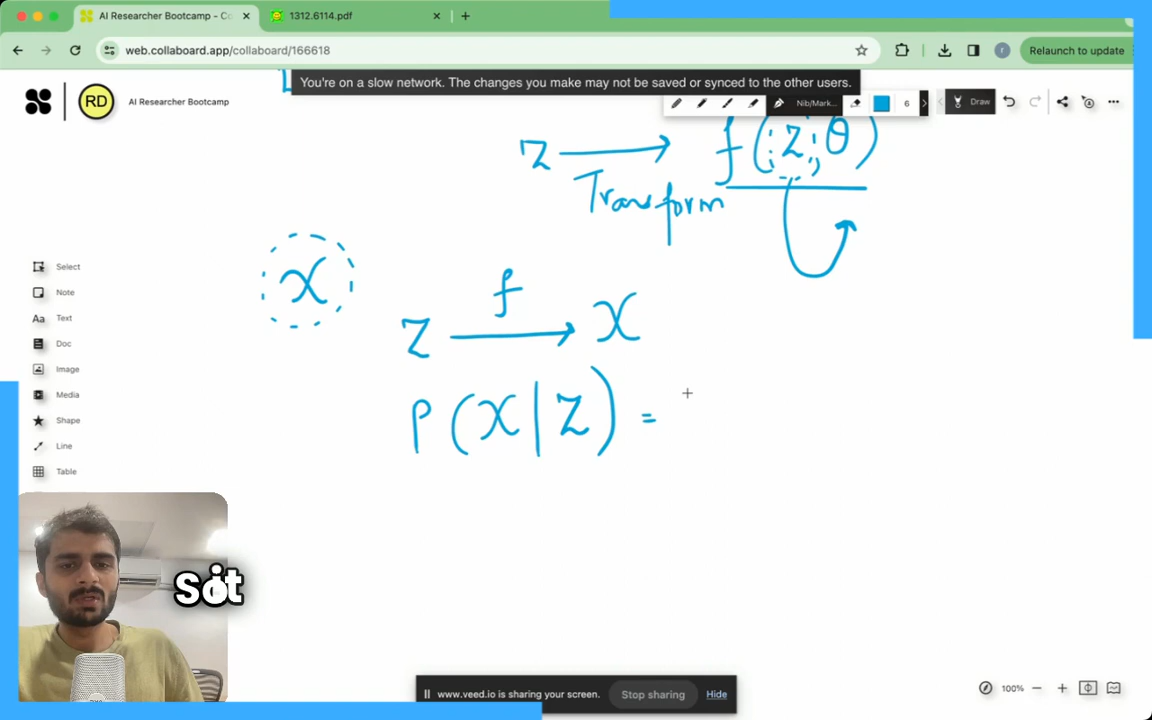 AI Researcher Bootcamp - Co
1312.6114.pdf
web.collaboard.app/collaboard/166618
Relaunch to update
You're on a slow network. The changes you make may not be saved or synced to the other users.
RD
AI Researcher Bootcamp
Nib/Mark...
6
Draw
z ⟶ f(z;θ)
Transform
x
f
z ⟶ x
P(x|z) =
Select
Note
Aa Text
Doc
Image
Media
Shape
Line
Table
www.veed.io is sharing your screen.
Stop sharing
Hide
100%